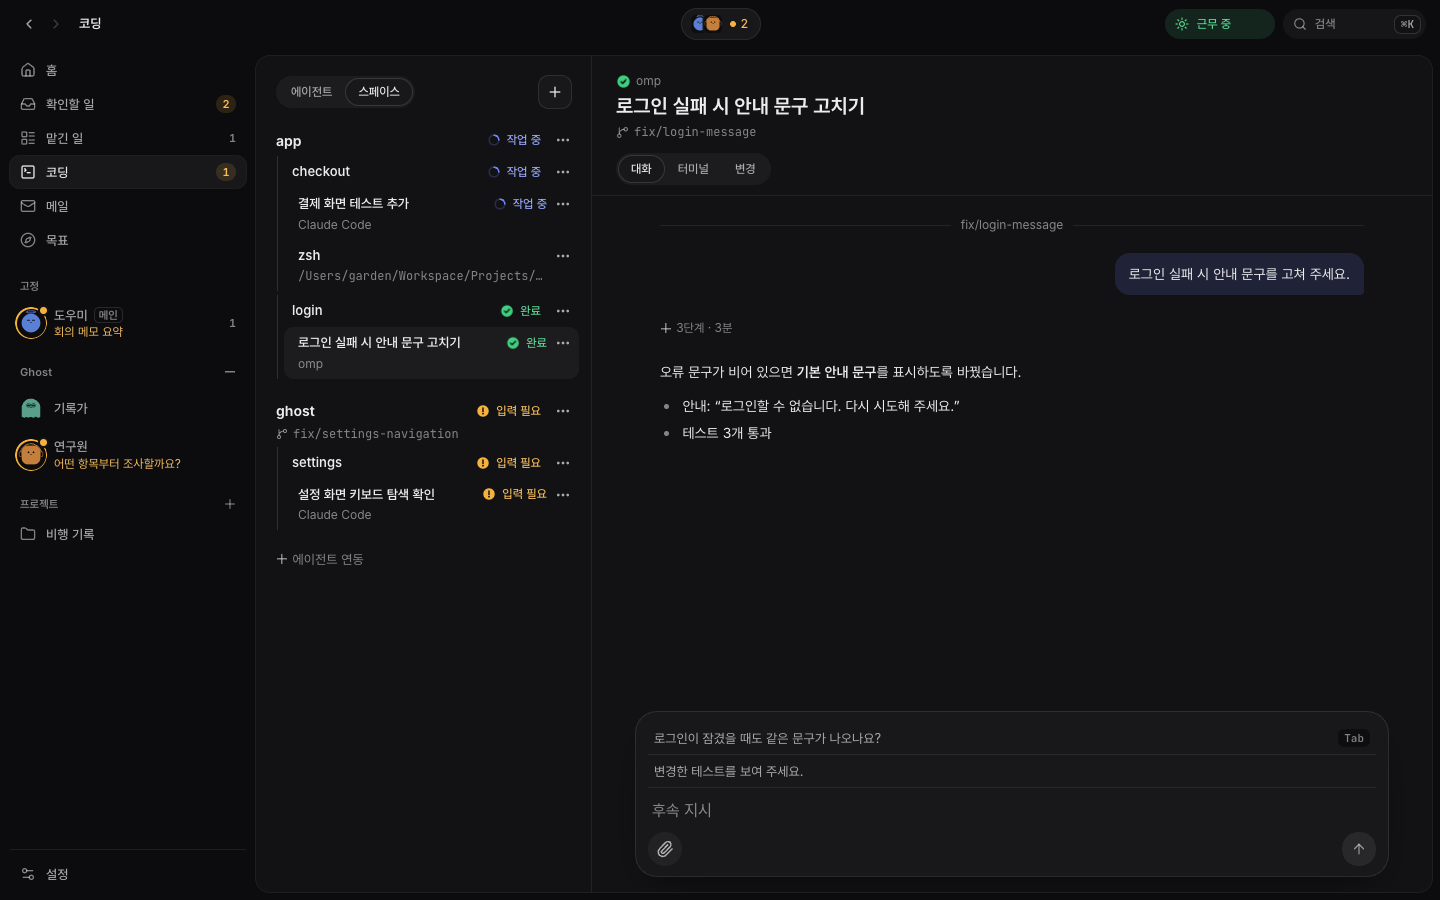 코딩
2
근무 중
검색
⌘K
홈
확인할 일
2
맡긴 일
1
코딩
1
메일
목표
고정
도우미
메인
회의 메모 요약
1
Ghost
기록가
연구원
어떤 항목부터 조사할까요?
프로젝트
비행 기록
설정
에이전트
스페이스
app
작업 중
checkout
작업 중
결제 화면 테스트 추가
작업 중
Claude Code
zsh
/Users/garden/Workspace/Projects/…
login
완료
로그인 실패 시 안내 문구 고치기
완료
omp
ghost
입력 필요
fix/settings-navigation
settings
입력 필요
설정 화면 키보드 탐색 확인
입력 필요
Claude Code
에이전트 연동
omp
로그인 실패 시 안내 문구 고치기
fix/login-message
대화
터미널
변경
fix/login-message
로그인 실패 시 안내 문구를 고쳐 주세요.
3단계 · 3분
오류 문구가 비어 있으면 기본 안내 문구를 표시하도록 바꿨습니다.
안내: “로그인할 수 없습니다. 다시 시도해 주세요.”
테스트 3개 통과
로그인이 잠겼을 때도 같은 문구가 나오나요?
Tab
변경한 테스트를 보여 주세요.
후속 지시